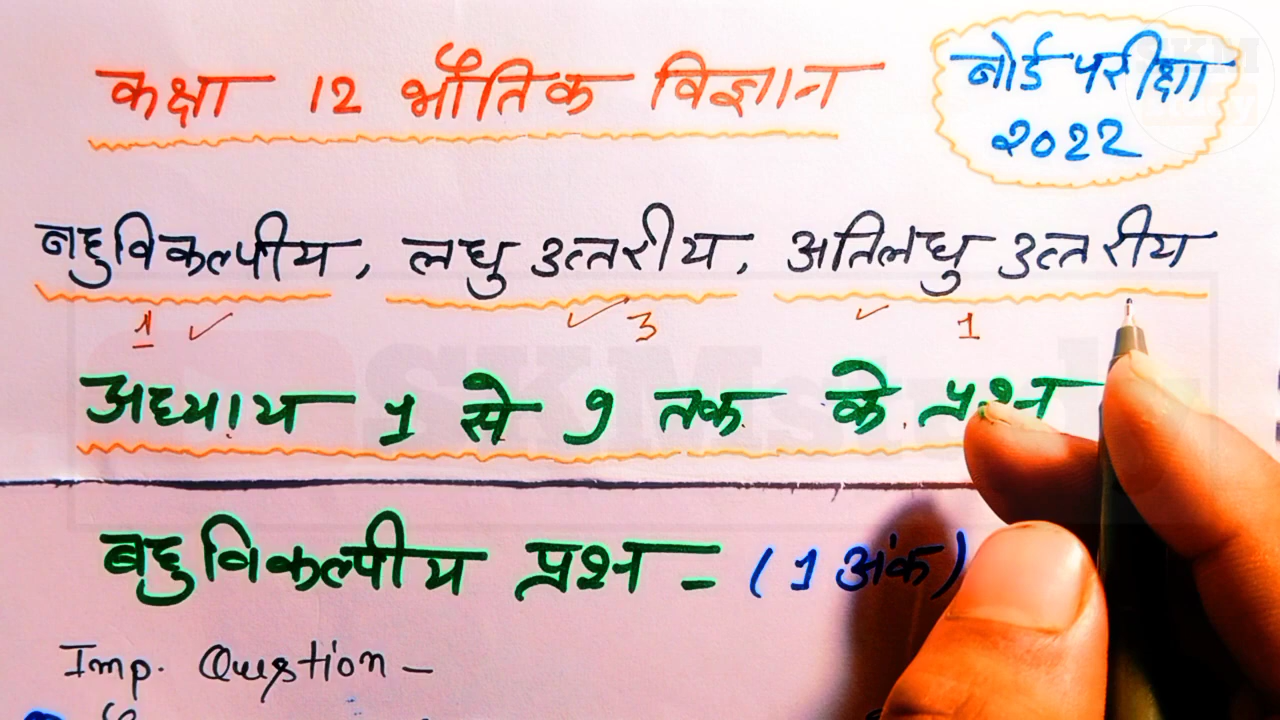 कक्षा 12 भौतिक विज्ञान
बोर्ड परीक्षा
2022
बहुविकल्पीय, लघु उत्तरीय, अतिलघु उत्तरीय
1 3 1
अध्याय 1 से 9 तक के प्रश्न
बहुविकल्पीय प्रश्न - (1 अंक)
Imp. Question -